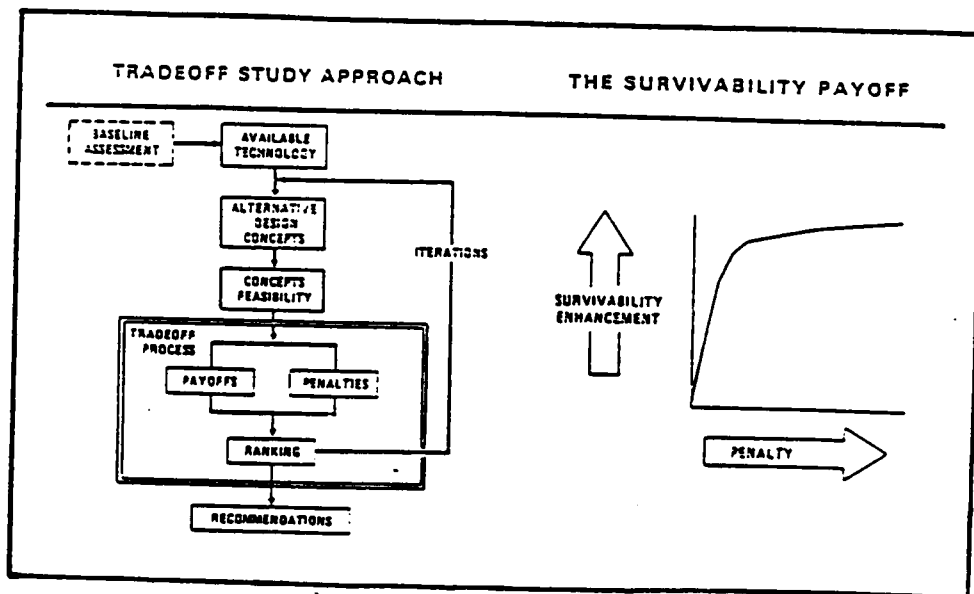 TRADEOFF STUDY APPROACH
THE SURVIVABILITY PAYOFF
BASELINE
ASSESSMENT
AVAILABLE
TECHNOLOGY
ALTERNATIVE
DESIGN
CONCEPTS
ITERATIONS
CONCEPTS
FEASIBILITY
TRADEOFF
PROCESS
PAYOFFS
PENALTIES
RANKING
RECOMMENDATIONS
SURVIVABILITY
ENHANCEMENT
PENALTY